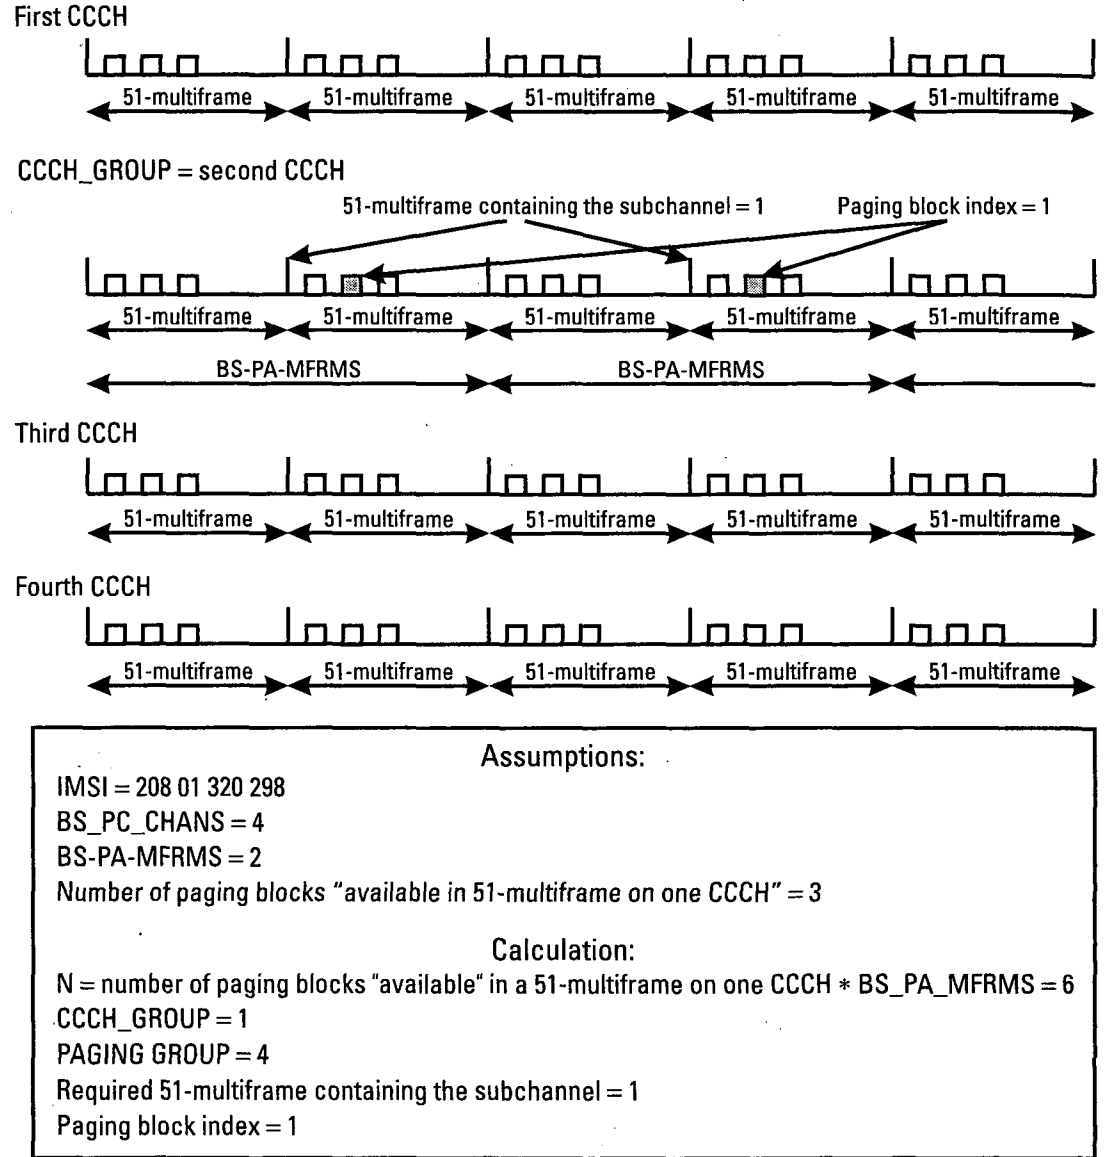 First CCCH
51-multiframe 51-multiframe 51-multiframe 51-multiframe 51-multiframe
CCCH_GROUP = second CCCH
51-multiframe containing the subchannel = 1 Paging block index = 1
51-multiframe 51-multiframe 51-multiframe 51-multiframe 51-multiframe
BS-PA-MFRMS BS-PA-MFRMS
Third CCCH
51-multiframe 51-multiframe 51-multiframe 51-multiframe 51-multiframe
Fourth CCCH
51-multiframe 51-multiframe 51-multiframe 51-multiframe 51-multiframe
Assumptions:
IMSI = 208 01 320 298
BS_PC_CHANS = 4
BS-PA-MFRMS = 2
Number of paging blocks "available in 51-multiframe on one CCCH" = 3
Calculation:
N = number of paging blocks "available" in a 51-multiframe on one CCCH * BS_PA_MFRMS = 6
CCCH_GROUP = 1
PAGING GROUP = 4
Required 51-multiframe containing the subchannel = 1
Paging block index = 1